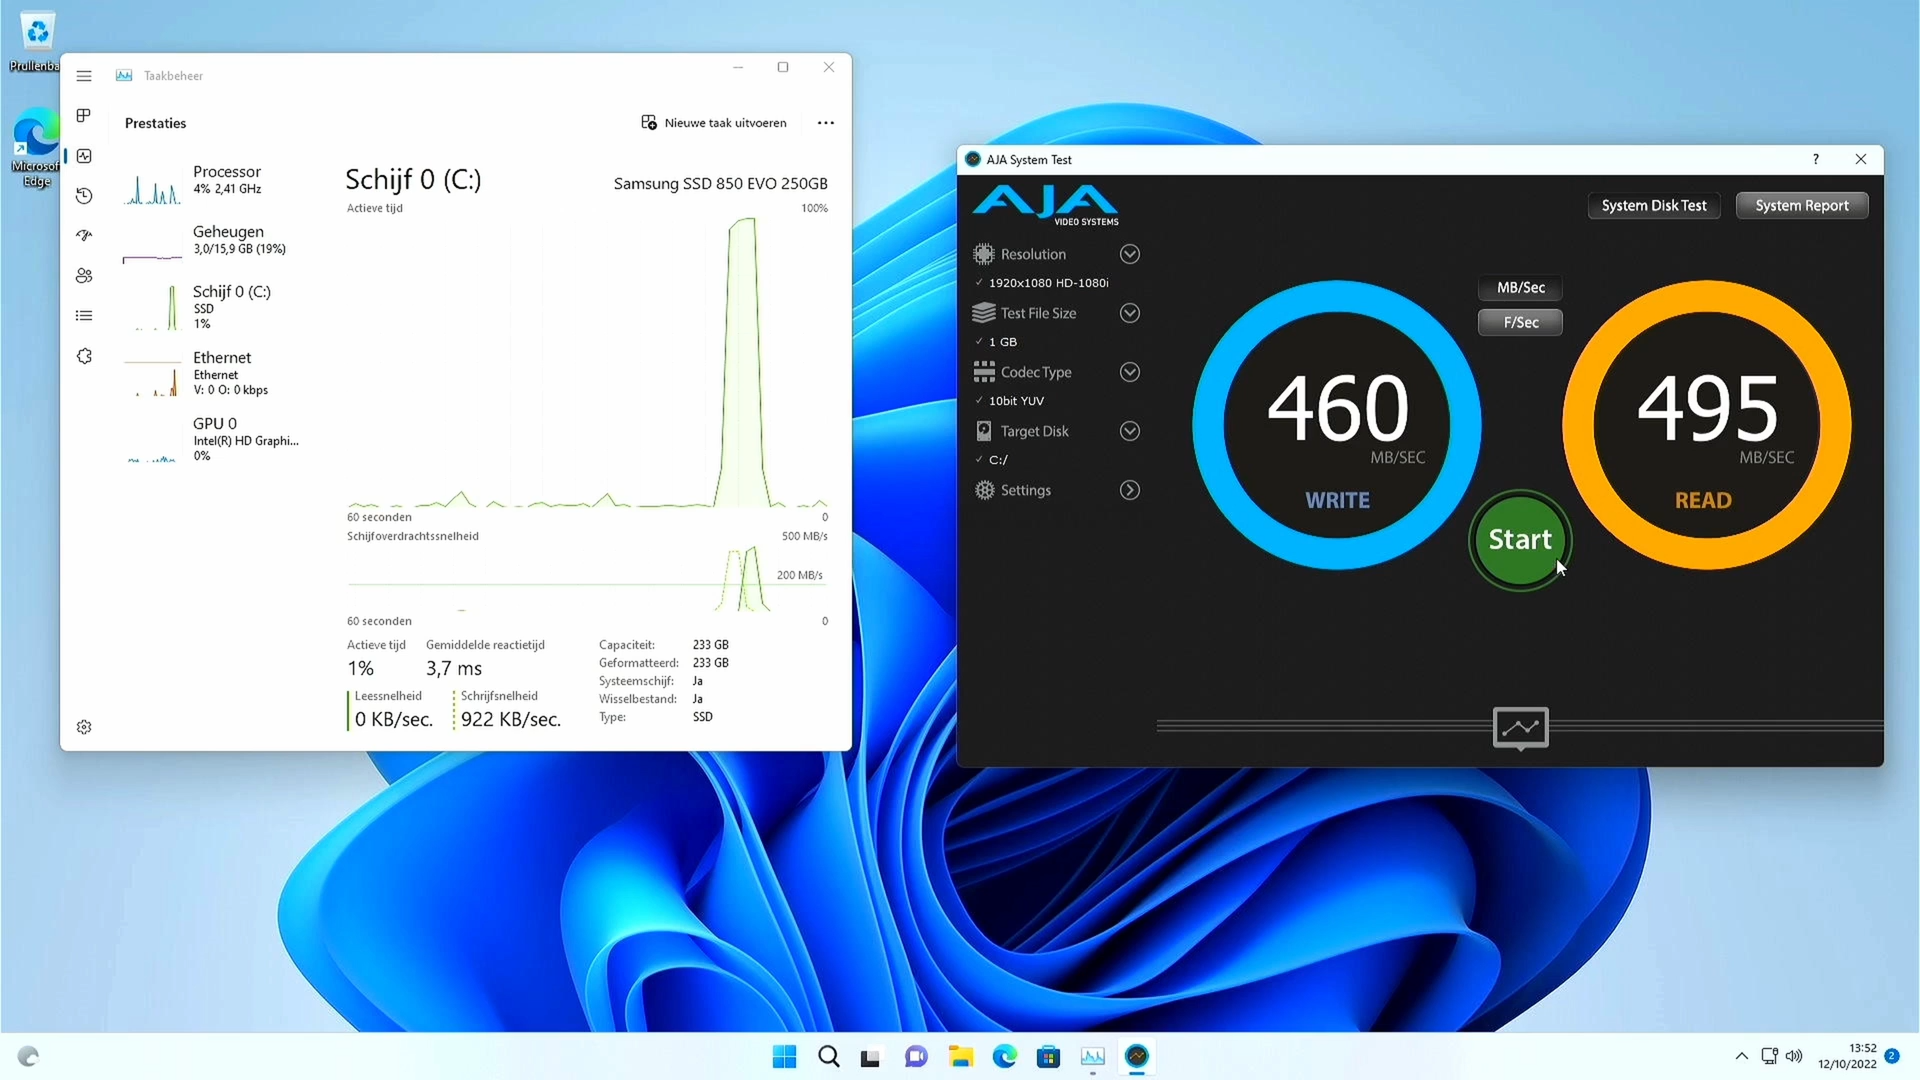 Prullenba
Microsof
Edge
Taakbeheer
Prestaties
Nieuwe taak uitvoeren
Processor
4% 2,41 GHz
Geheugen
3,0/15,9 GB (19%)
Schijf 0 (C:)
SSD
1%
Ethernet
Ethernet
V: 0 O: 0 kbps
GPU 0
Intel(R) HD Graphi...
0%
Schijf 0 (C:)
Samsung SSD 850 EVO 250GB
Actieve tijd
100%
60 seconden
0
Schijfoverdrachtssnelheid
500 MB/s
200 MB/s
60 seconden
0
Actieve tijd
1%
Gemiddelde reactietijd
3,7 ms
Leessnelheid
0 KB/sec.
Schrijfsnelheid
922 KB/sec.
Capaciteit: 233 GB
Geformatteerd: 233 GB
Systeemschijf: Ja
Wisselbestand: Ja
Type: SSD
AJA System Test
?
AJA
VIDEO SYSTEMS
System Disk Test
System Report
Resolution
1920x1080 HD-1080i
Test File Size
1 GB
Codec Type
10bit YUV
Target Disk
C:/
Settings
460
MB/SEC
WRITE
MB/Sec
F/Sec
Start
495
MB/SEC
READ
13:52
12/10/2022
2